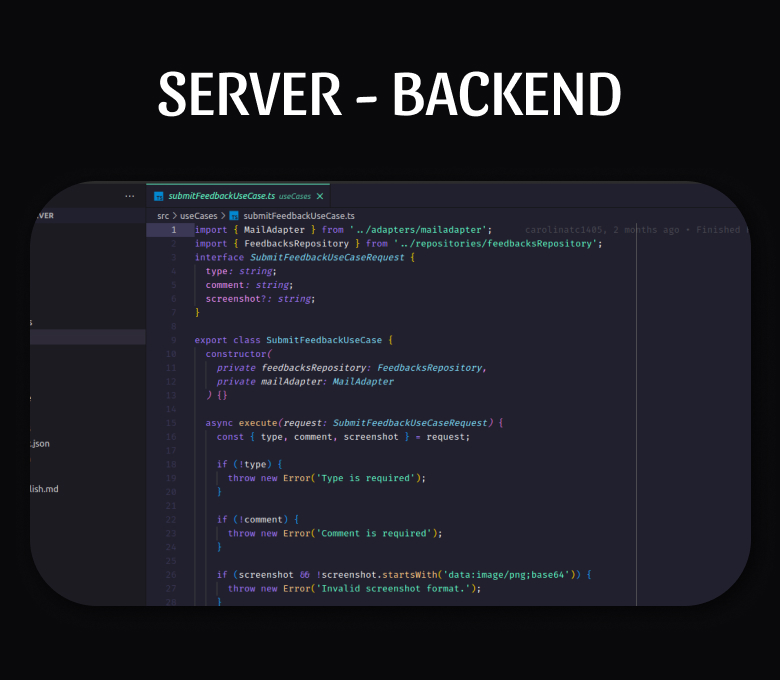 SERVER - BACKEND
...
VER
submitFeedbackUseCase.ts useCases ×
src > useCases > submitFeedbackUseCase.ts
s
.json
lish.md
1 import { MailAdapter } from '../adapters/mailadapter'; carolinatc1405, 2 months ago • Finished
2 import { FeedbacksRepository } from '../repositories/feedbacksRepository';
3 interface SubmitFeedbackUseCaseRequest {
4 type: string;
5 comment: string;
6 screenshot?: string;
7 }
8
9 export class SubmitFeedbackUseCase {
10 constructor(
11 private feedbacksRepository: FeedbacksRepository,
12 private mailAdapter: MailAdapter
13 ) {}
14
15 async execute(request: SubmitFeedbackUseCaseRequest) {
16 const { type, comment, screenshot } = request;
17
18 if (!type) {
19 throw new Error('Type is required');
20 }
21
22 if (!comment) {
23 throw new Error('Comment is required');
24 }
25
26 if (screenshot && !screenshot.startsWith('data:image/png;base64')) {
27 throw new Error('Invalid screenshot format.');
28 }